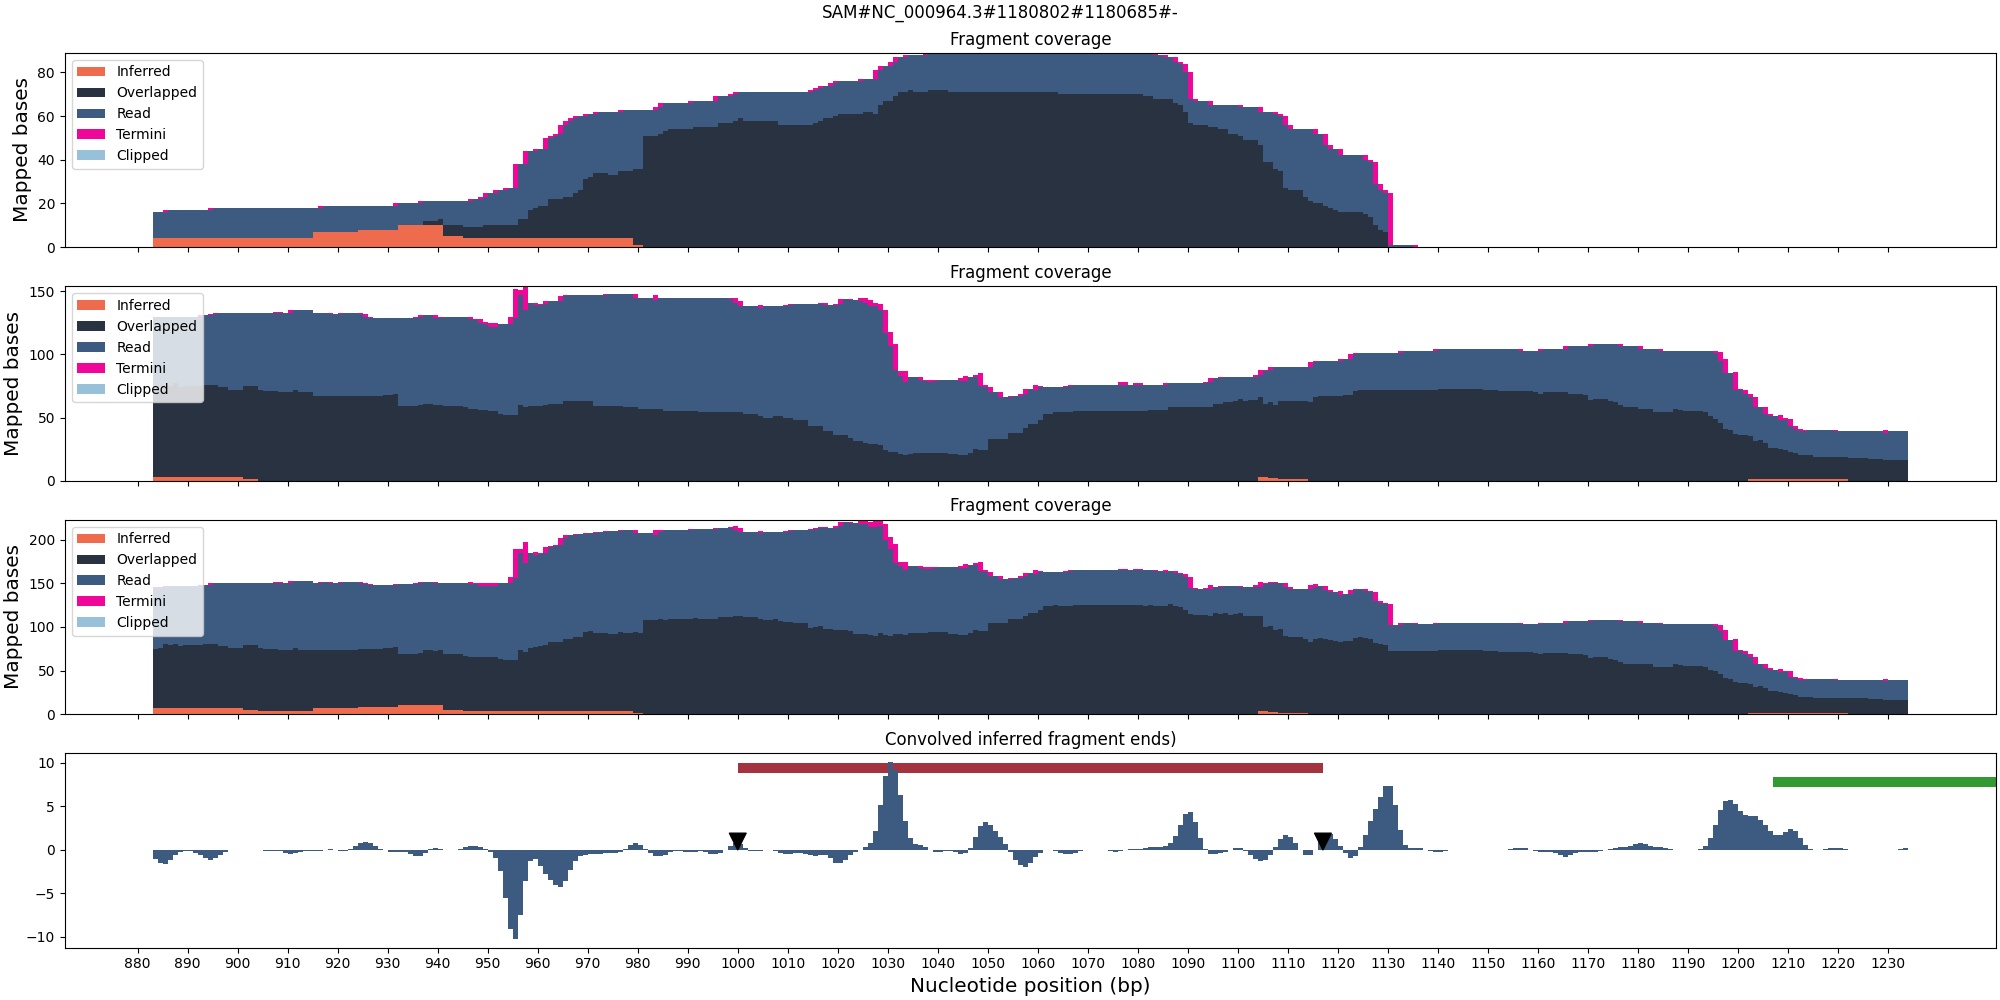 SAM#NC_000964.3#1180802#1180685#-
Fragment coverage
Mapped bases
80
60
40
20
0
Inferred
Overlapped
Read
Termini
Clipped
Fragment coverage
Mapped bases
150
100
50
0
Inferred
Overlapped
Read
Termini
Clipped
Fragment coverage
Mapped bases
200
150
100
50
0
Inferred
Overlapped
Read
Termini
Clipped
Convolved inferred fragment ends)
10
5
0
−5
−10
880 890 900 910 920 930 940 950 960 970 980 990 1000 1010 1020 1030 1040 1050 1060 1070 1080 1090 1100 1110 1120 1130 1140 1150 1160 1170 1180 1190 1200 1210 1220 1230
Nucleotide position (bp)